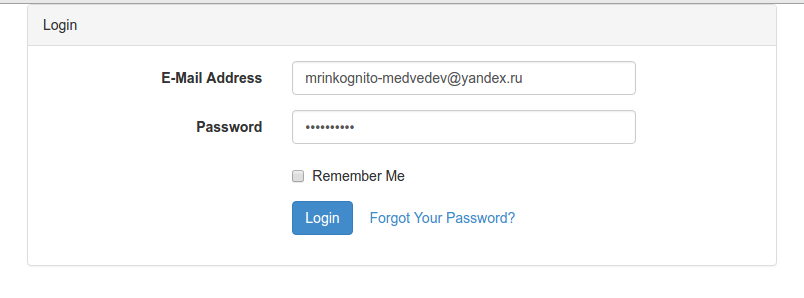 Login
E-Mail Address mrinkognito-medvedev@yandex.ru
Password ••••••••••
Remember Me
Login Forgot Your Password?